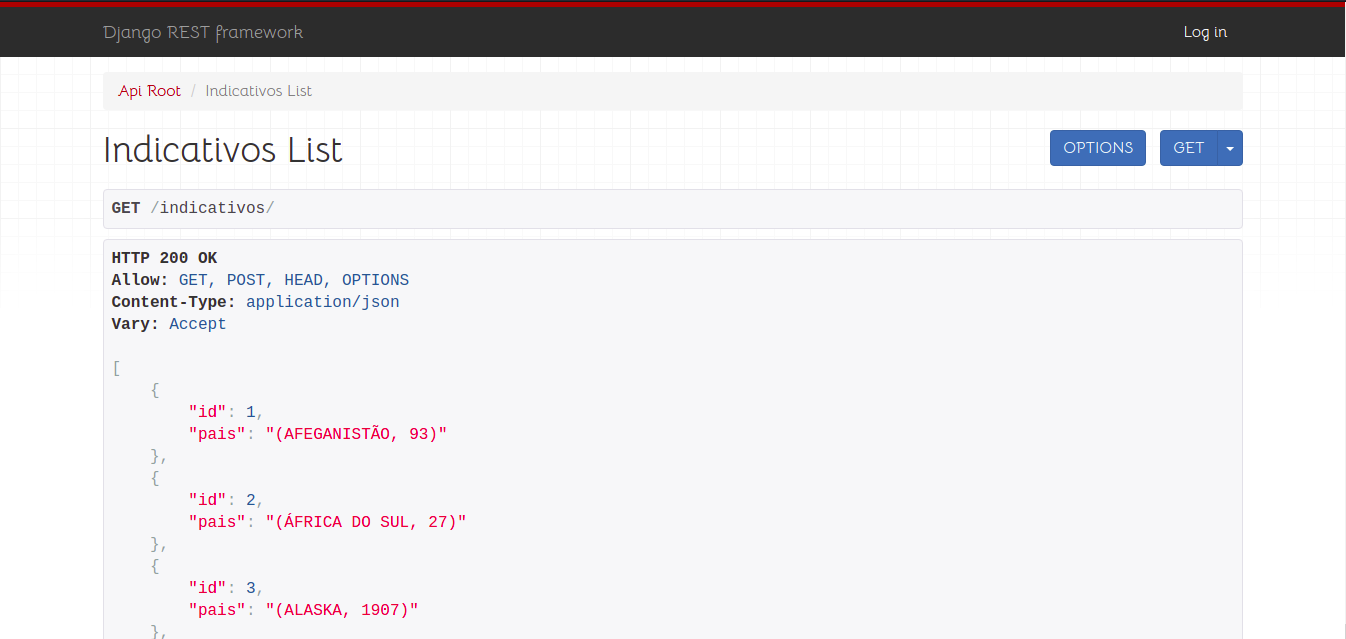 Django REST framework
Log in
Api Root / Indicativos List
Indicativos List
OPTIONS
GET
GET /indicativos/
HTTP 200 OK
Allow: GET, POST, HEAD, OPTIONS
Content-Type: application/json
Vary: Accept
[
    {
        "id": 1,
        "pais": "(AFEGANISTÃO, 93)"
    },
    {
        "id": 2,
        "pais": "(ÁFRICA DO SUL, 27)"
    },
    {
        "id": 3,
        "pais": "(ALASKA, 1907)"
    },